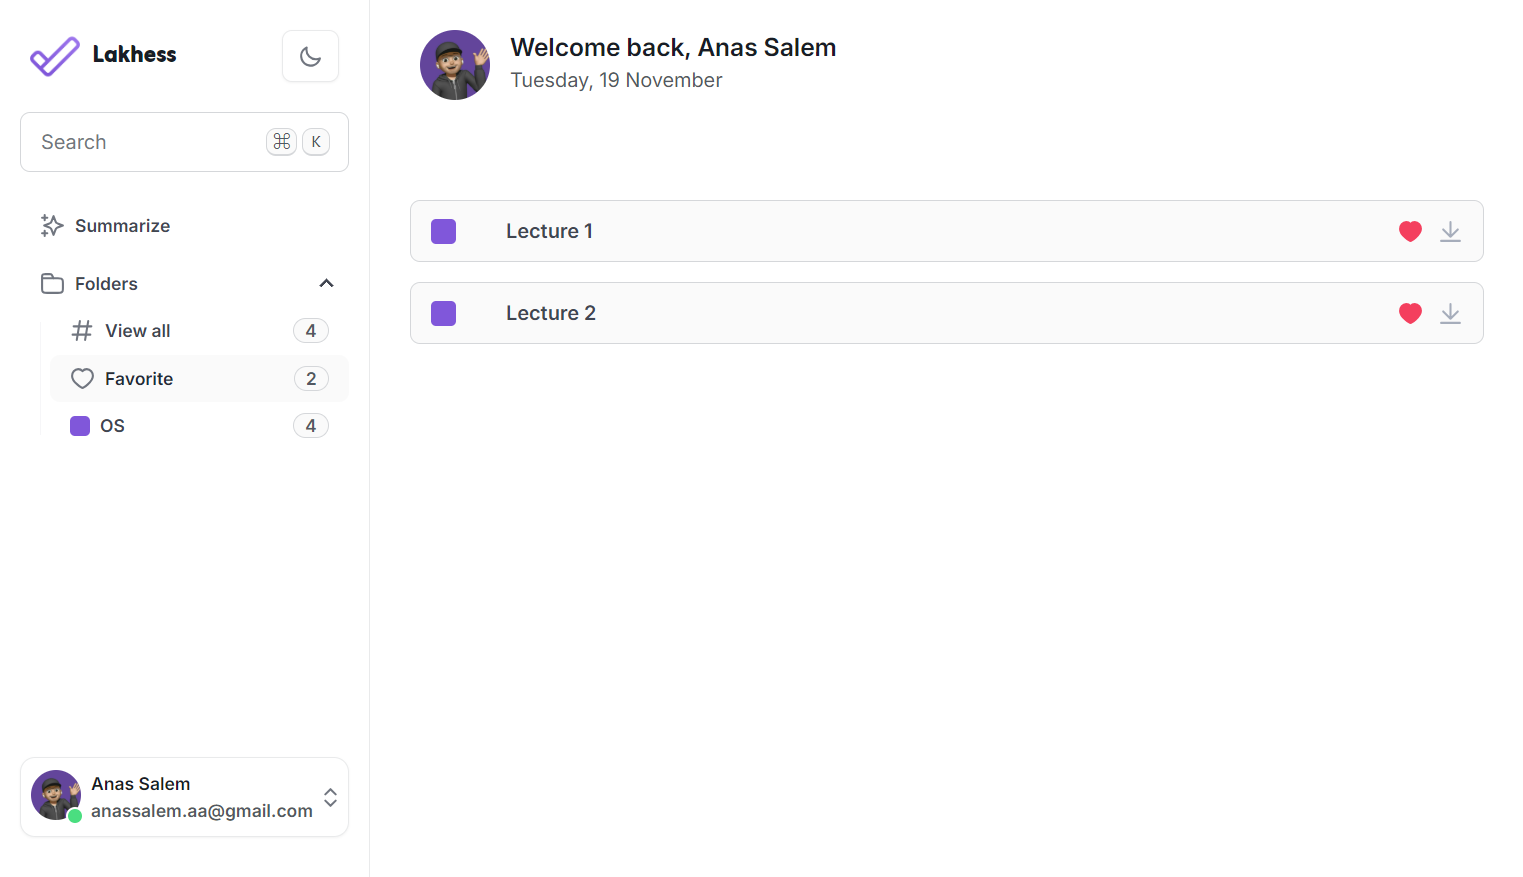 Lakhess
Search ⌘ K
Summarize
Folders
View all 4
Favorite 2
OS 4
Anas Salem
anassalem.aa@gmail.com
Welcome back, Anas Salem
Tuesday, 19 November
Lecture 1
Lecture 2